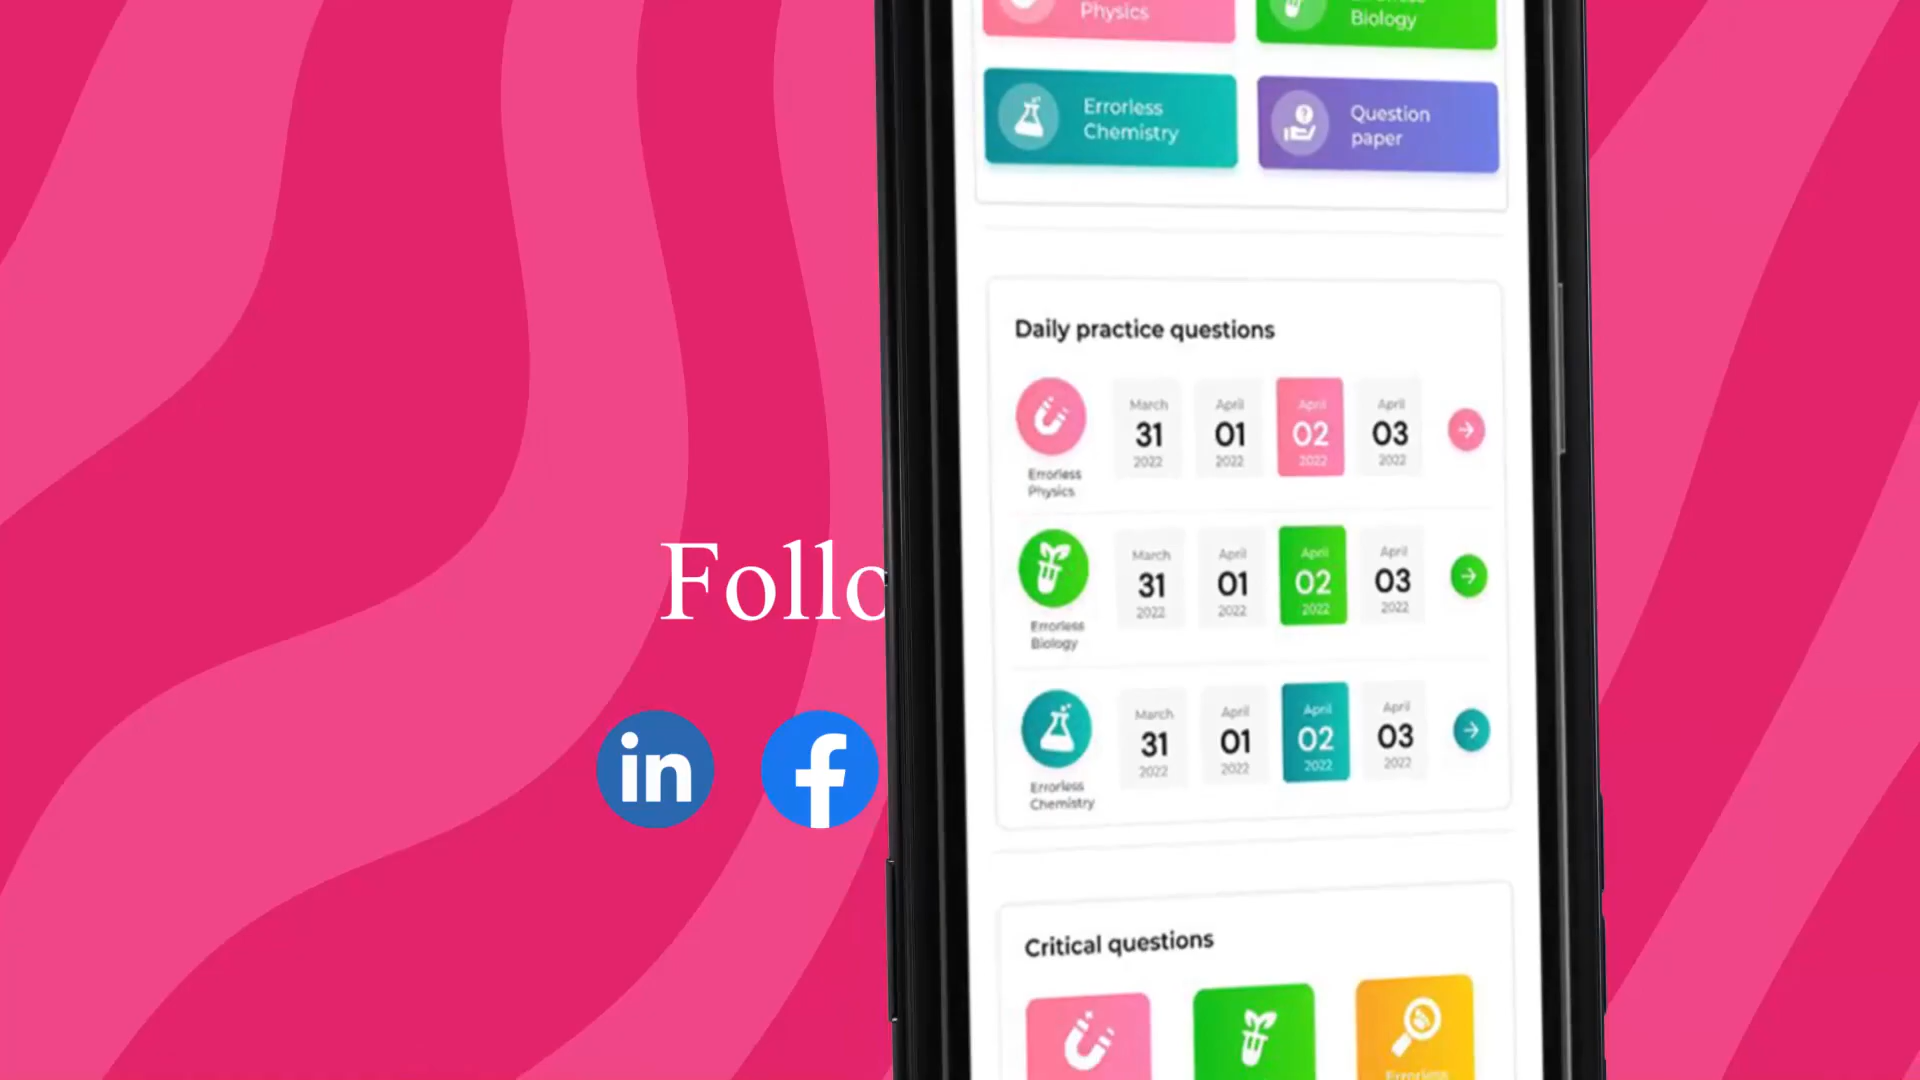 Physics
Biology
Errorless
Chemistry
Question
paper
Daily practice questions
March
31
2022
April
01
2022
April
02
2022
April
03
2022
Errorless
Physics
March
31
2022
April
01
2022
April
02
2022
April
03
2022
Errorless
Biology
March
31
2022
April
01
2022
April
02
2022
April
03
2022
Errorless
Chemistry
Follo
in
f
Critical questions